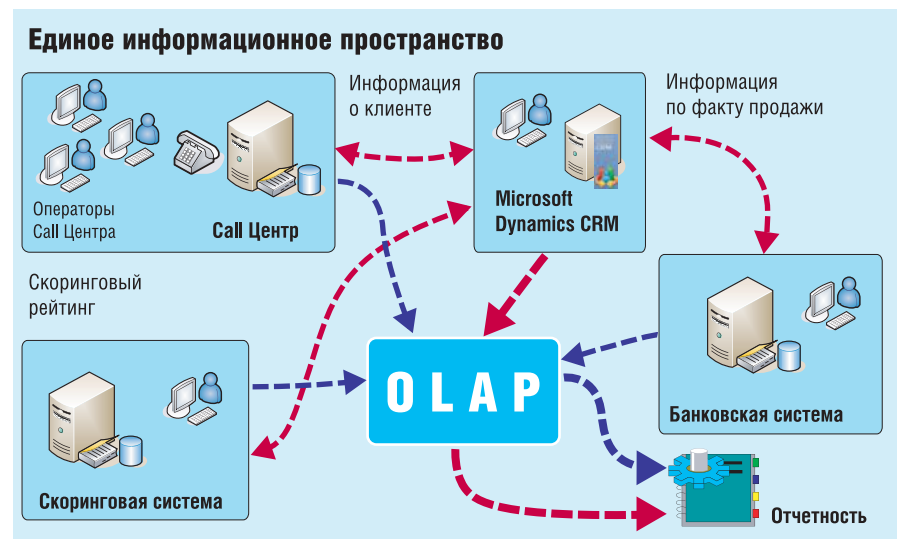 Единое информационное пространство
Информация
о клиенте
Информация
по факту продажи
Операторы
Call Центра
Call Центр
CRM
Microsoft
Dynamics CRM
Скоринговый
рейтинг
OLAP
Банковская система
Скоринговая система
Отчетность